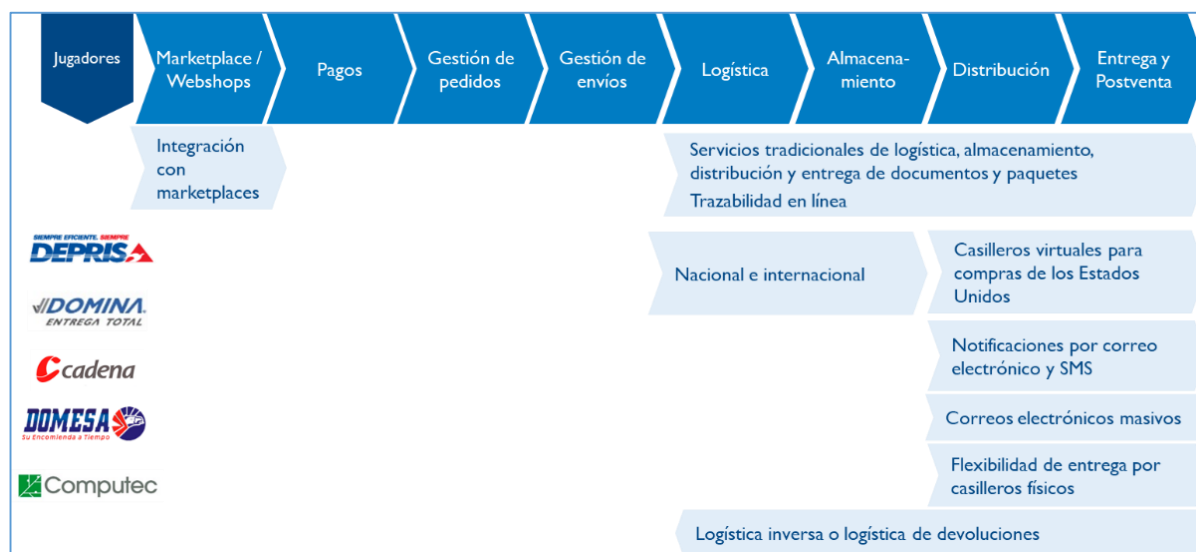 Jugadores
Marketplace /
Webshops
Pagos
Gestión de
pedidos
Gestión de
envíos
Logística
Almacena-
miento
Distribución
Entrega y
Postventa
Integración
con
marketplaces
Servicios tradicionales de logística, almacenamiento,
distribución y entrega de documentos y paquetes
Trazabilidad en línea
SIEMPRE EFICIENTE. SIEMPRE
DEPRISA
Nacional e internacional
Casilleros virtuales para
compras de los Estados
Unidos
DOMINA.
ENTREGA TOTAL
Notificaciones por correo
electrónico y SMS
cadena
DOMESA
Su Encomienda a Tiempo
Correos electrónicos masivos
Flexibilidad de entrega por
casilleros físicos
Computec
Logística inversa o logística de devoluciones